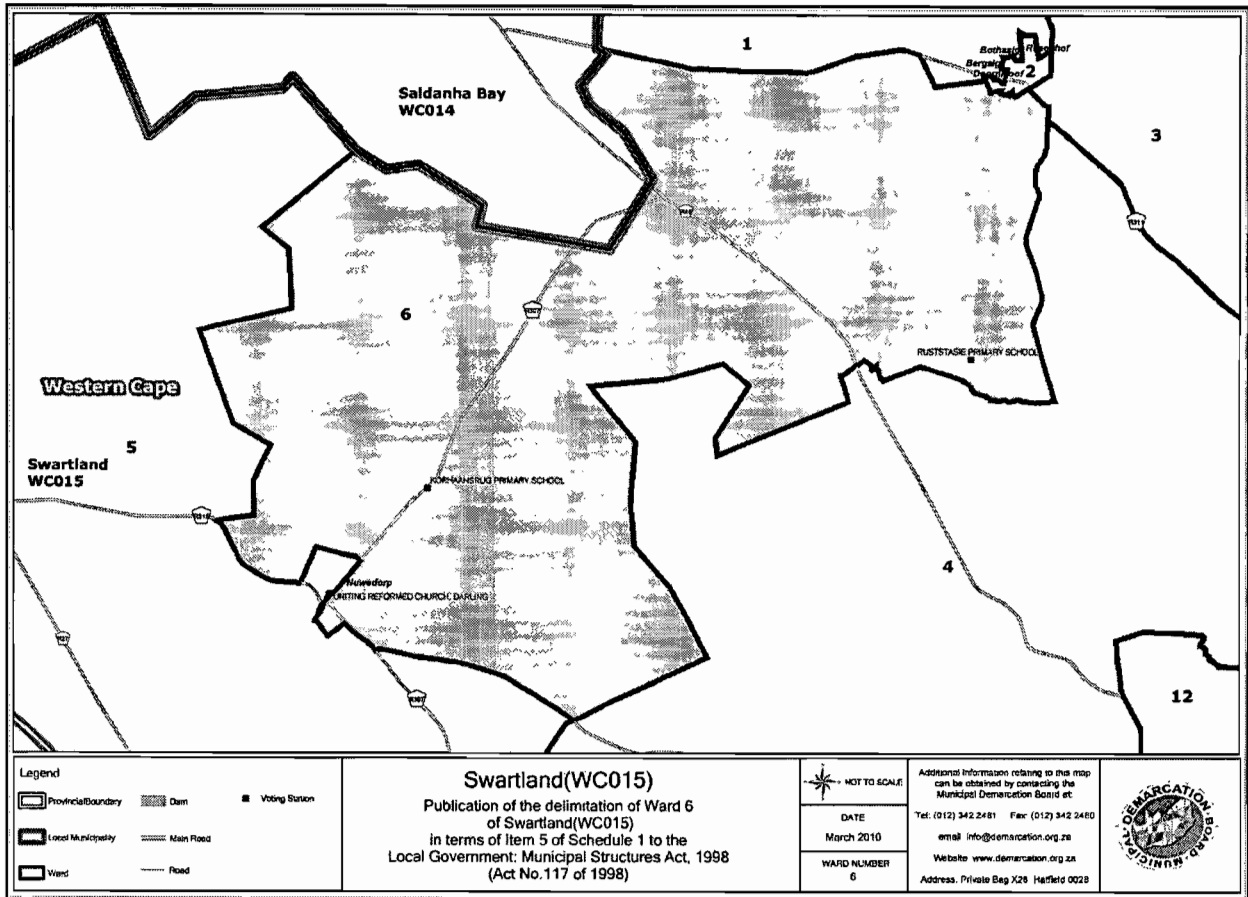 1
Bothasig
Rusthof
2
Saldanha Bay
WC014
3
6
RUSTSTASIE PRIMARY SCHOOL
Western Cape
5
Swartland
WC015
KORHAANSRUG PRIMARY SCHOOL
4
Nuwedorp
UNITING REFORMED CHURCH, DARLING
12
Legend
ProvincialBoundary
Dam
Voting Station
Local Municipality
Main Road
Ward
Road
Swartland(WC015)
Publication of the delimitation of Ward 6
of Swartland(WC015)
in terms of Item 5 of Schedule 1 to the
Local Government: Municipal Structures Act, 1998
(Act No.117 of 1998)
NOT TO SCALE
DATE
March 2010
WARD NUMBER
6
Additional Information relating to this map
can be obtained by contacting the
Municipal Demarcation Board at:
Tel: (012) 342 2481 Fax: (012) 342 2480
email: info@demarcation.org.za
Website: www.demarcation.org.za
Address: Private Bag X28 Hatfield 0028
MUNICIPAL DEMARCATION BOARD